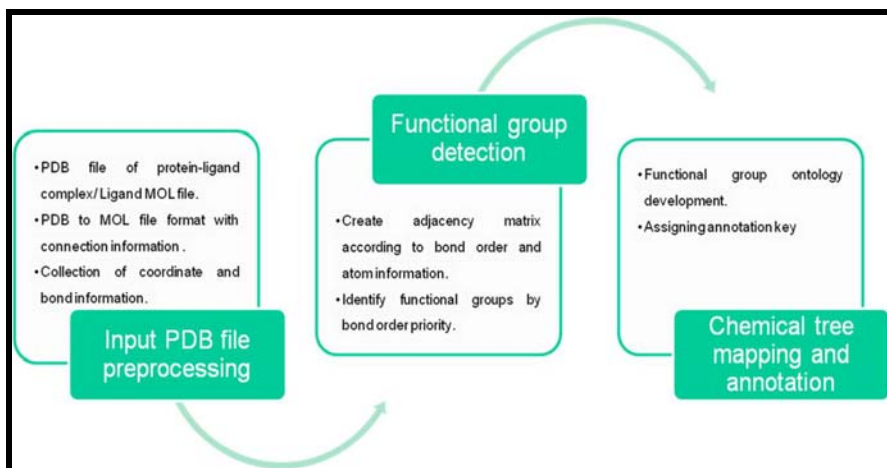 •PDB file of protein-ligand
complex/Ligand MOL file.
•PDB to MOL file format with
connection information .
•Collection of coordinate and
bond information.
Input PDB file
preprocessing
Functional group
detection
•Create adjacency matrix
according to bond order and
atom information.
•Identify functional groups by
bond order priority.
•Functional group ontology
development.
•Assigning annotation key
Chemical tree
mapping and
annotation